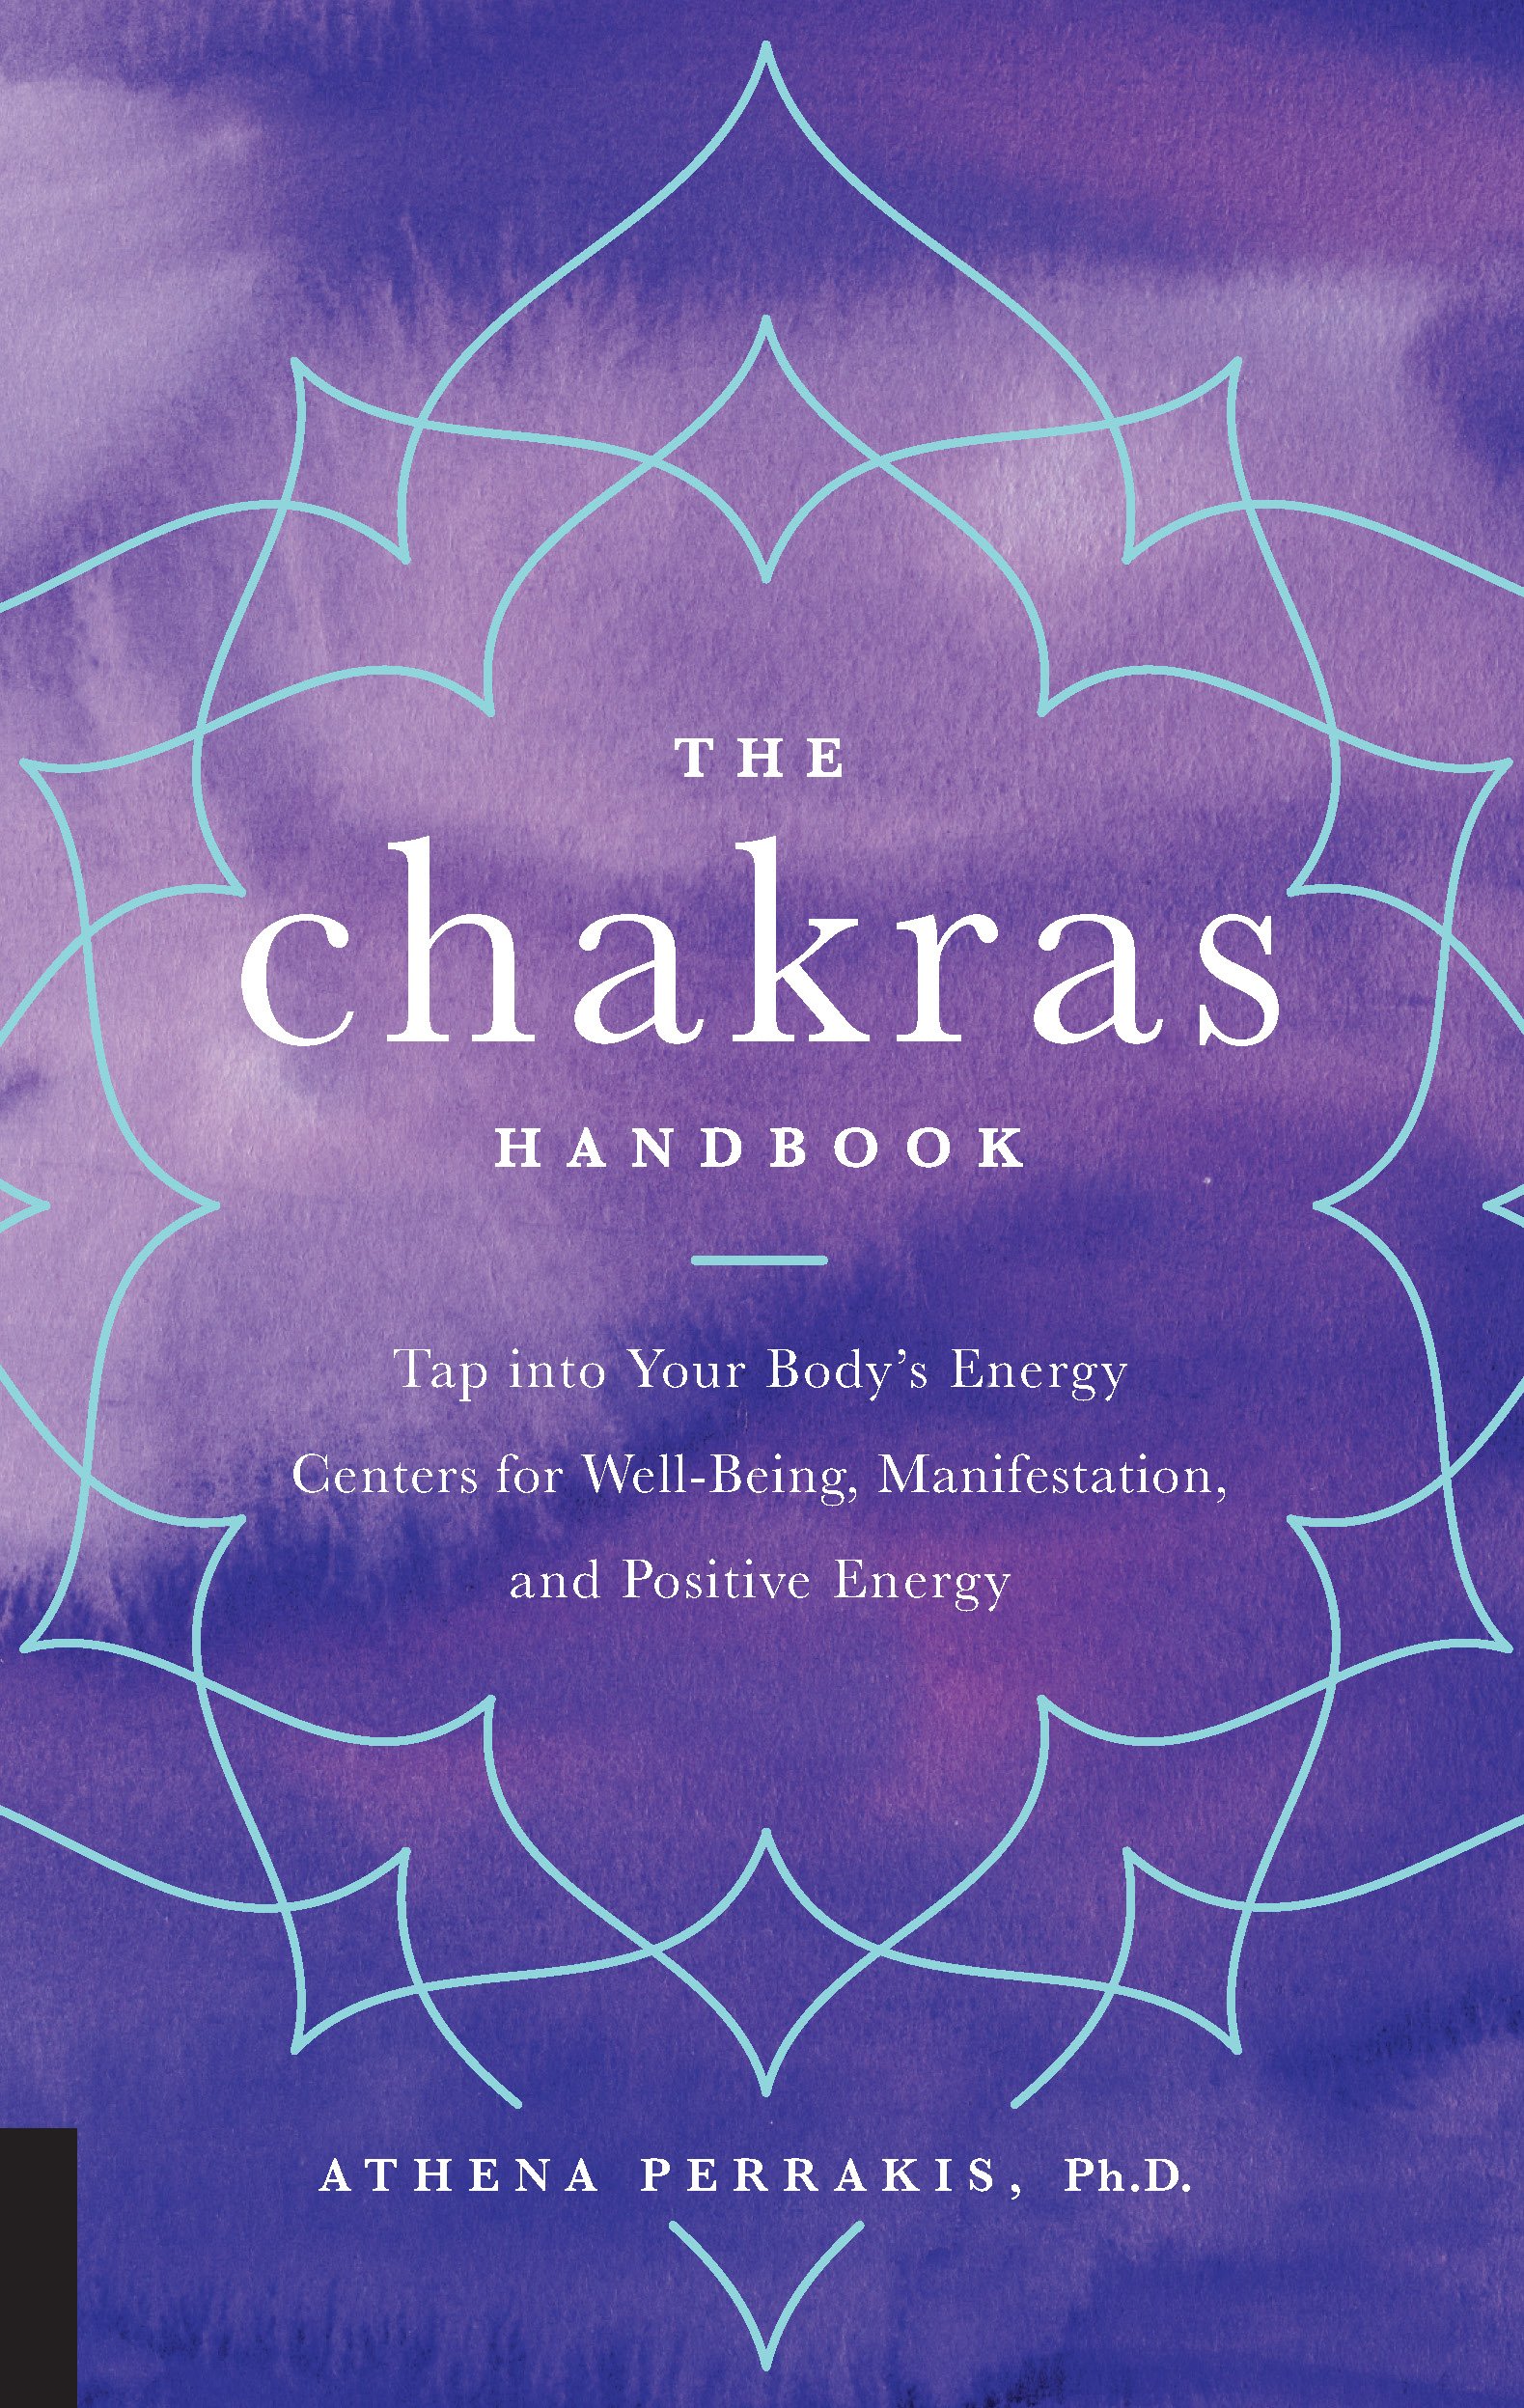 THE
chakras
HANDBOOK
Tap into Your Body’s Energy
Centers for Well-Being, Manifestation,
and Positive Energy
ATHENA PERRAKIS, Ph.D.